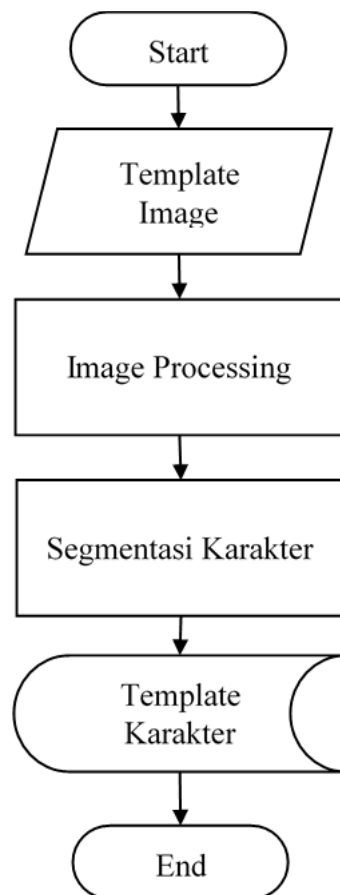 Start
Template
Image
Image Processing
Segmentasi Karakter
Template
Karakter
End